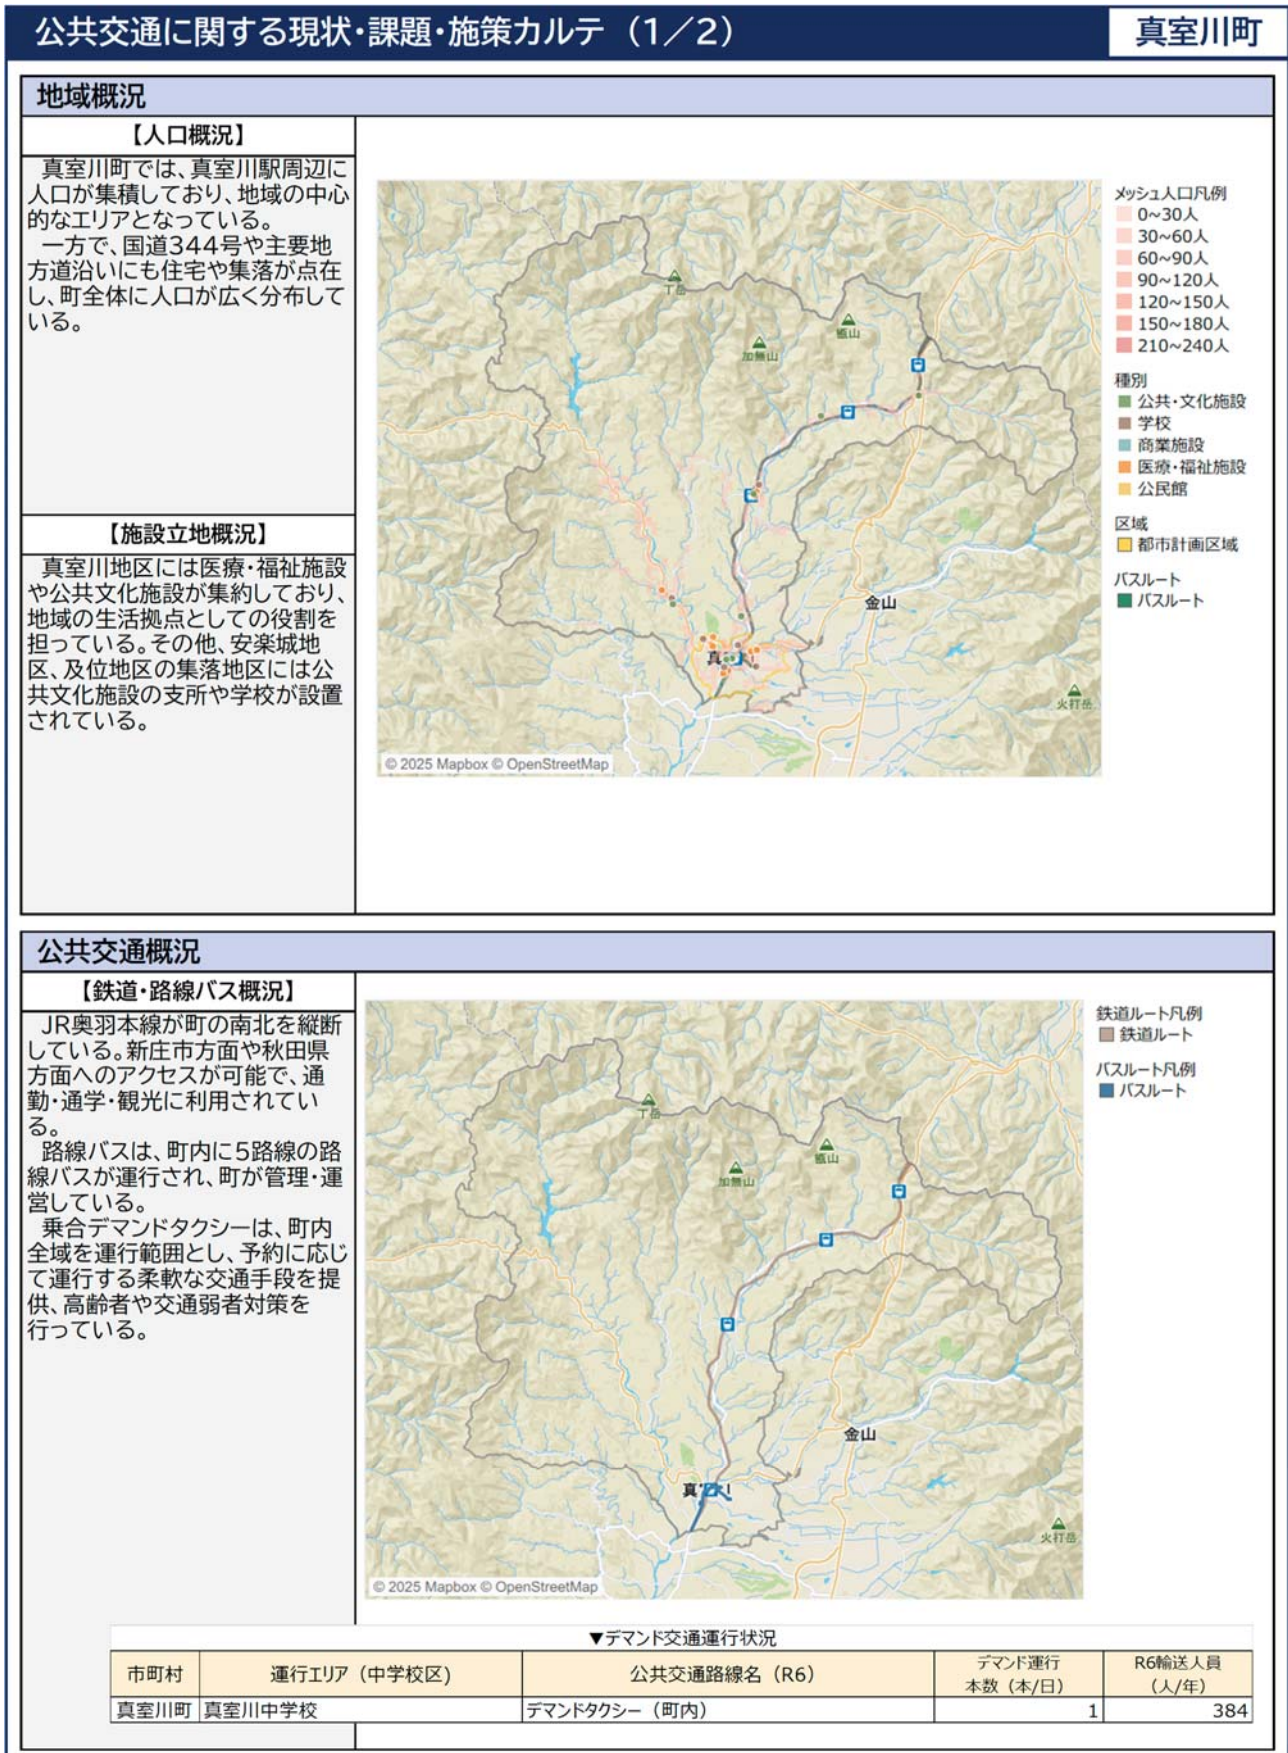 公共交通に関する現状・課題・施策カルテ（1／2）
真室川町
地域概況
【人口概況】
真室川町では、真室川駅周辺に
人口が集積しており、地域の中心
的なエリアとなっている。
一方で、国道344号や主要地
方道沿いにも住宅や集落が点在
し、町全体に人口が広く分布して
いる。
【施設立地概況】
真室川地区には医療・福祉施設
や公共文化施設が集約しており、
地域の生活拠点としての役割を
担っている。その他、安楽城地
区、及位地区の集落地区には公
共文化施設の支所や学校が設置
されている。
丁岳
加無山
甑山
金山
真
火打岳
© 2025 Mapbox © OpenStreetMap
メッシュ人口凡例
0~30人
30~60人
60~90人
90~120人
120~150人
150~180人
210~240人
種別
公共・文化施設
学校
商業施設
医療・福祉施設
公民館
区域
都市計画区域
バスルート
バスルート
公共交通概況
【鉄道・路線バス概況】
JR奥羽本線が町の南北を縦断
している。新庄市方面や秋田県
方面へのアクセスが可能で、通
勤・通学・観光に利用されてい
る。
路線バスは、町内に5路線の路
線バスが運行され、町が管理・運
営している。
乗合デマンドタクシーは、町内
全域を運行範囲とし、予約に応じ
て運行する柔軟な交通手段を提
供、高齢者や交通弱者対策を
行っている。
丁岳
加無山
甑山
金山
真
火打岳
© 2025 Mapbox © OpenStreetMap
鉄道ルート凡例
鉄道ルート
バスルート凡例
バスルート
▼デマンド交通運行状況
市町村 運行エリア（中学校区） 公共交通路線名（R6） デマンド運行本数（本/日） R6輸送人員（人/年）
真室川町 真室川中学校 デマンドタクシー（町内） 1 384